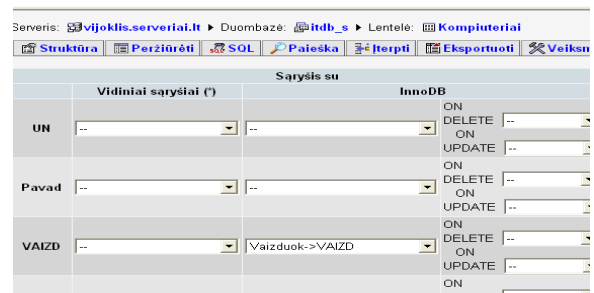 Serveris: vijoklis.serveriai.lt ▶ Duombazė: itdb_s ▶ Lentelė: Kompiuteriai
Struktūra Peržiūrėti SQL Paieška Įterpti Eksportuoti
Sąryšis su
Vidiniai sąryšiai (*) InnoDB
UN -- -- ON DELETE -- ON UPDATE --
Pavad -- -- ON DELETE -- ON UPDATE --
VAIZD -- Vaizduok->VAIZD ON DELETE -- ON UPDATE --
ON